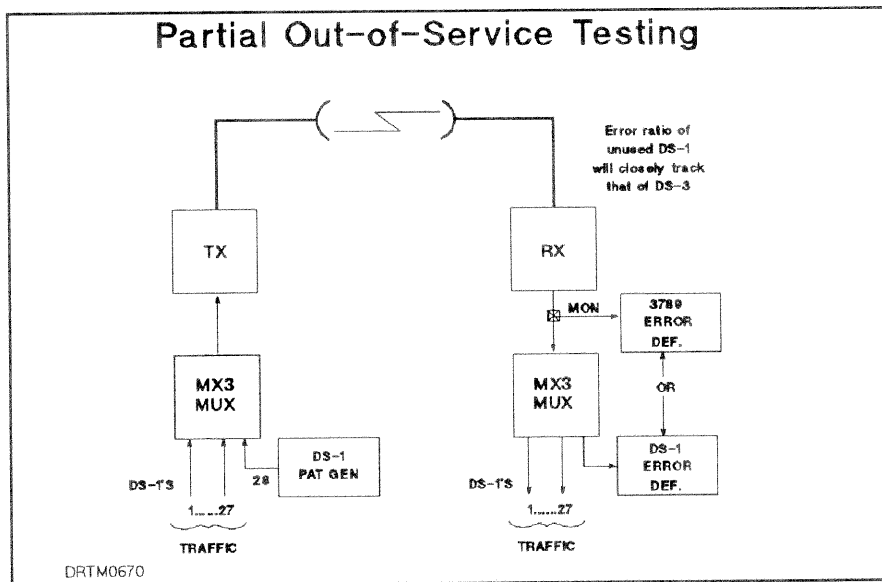 Partial Out-of-Service Testing
Error ratio of
unused DS-1
will closely track
that of DS-3
TX
RX
MON
3789
ERROR
DEF.
MX3
MUX
MX3
MUX
OR
DS-1
PAT GEN
DS-1
ERROR
DEF.
28
DS-1'S
DS-1'S
1......27
1......27
TRAFFIC
TRAFFIC
DRTM0670